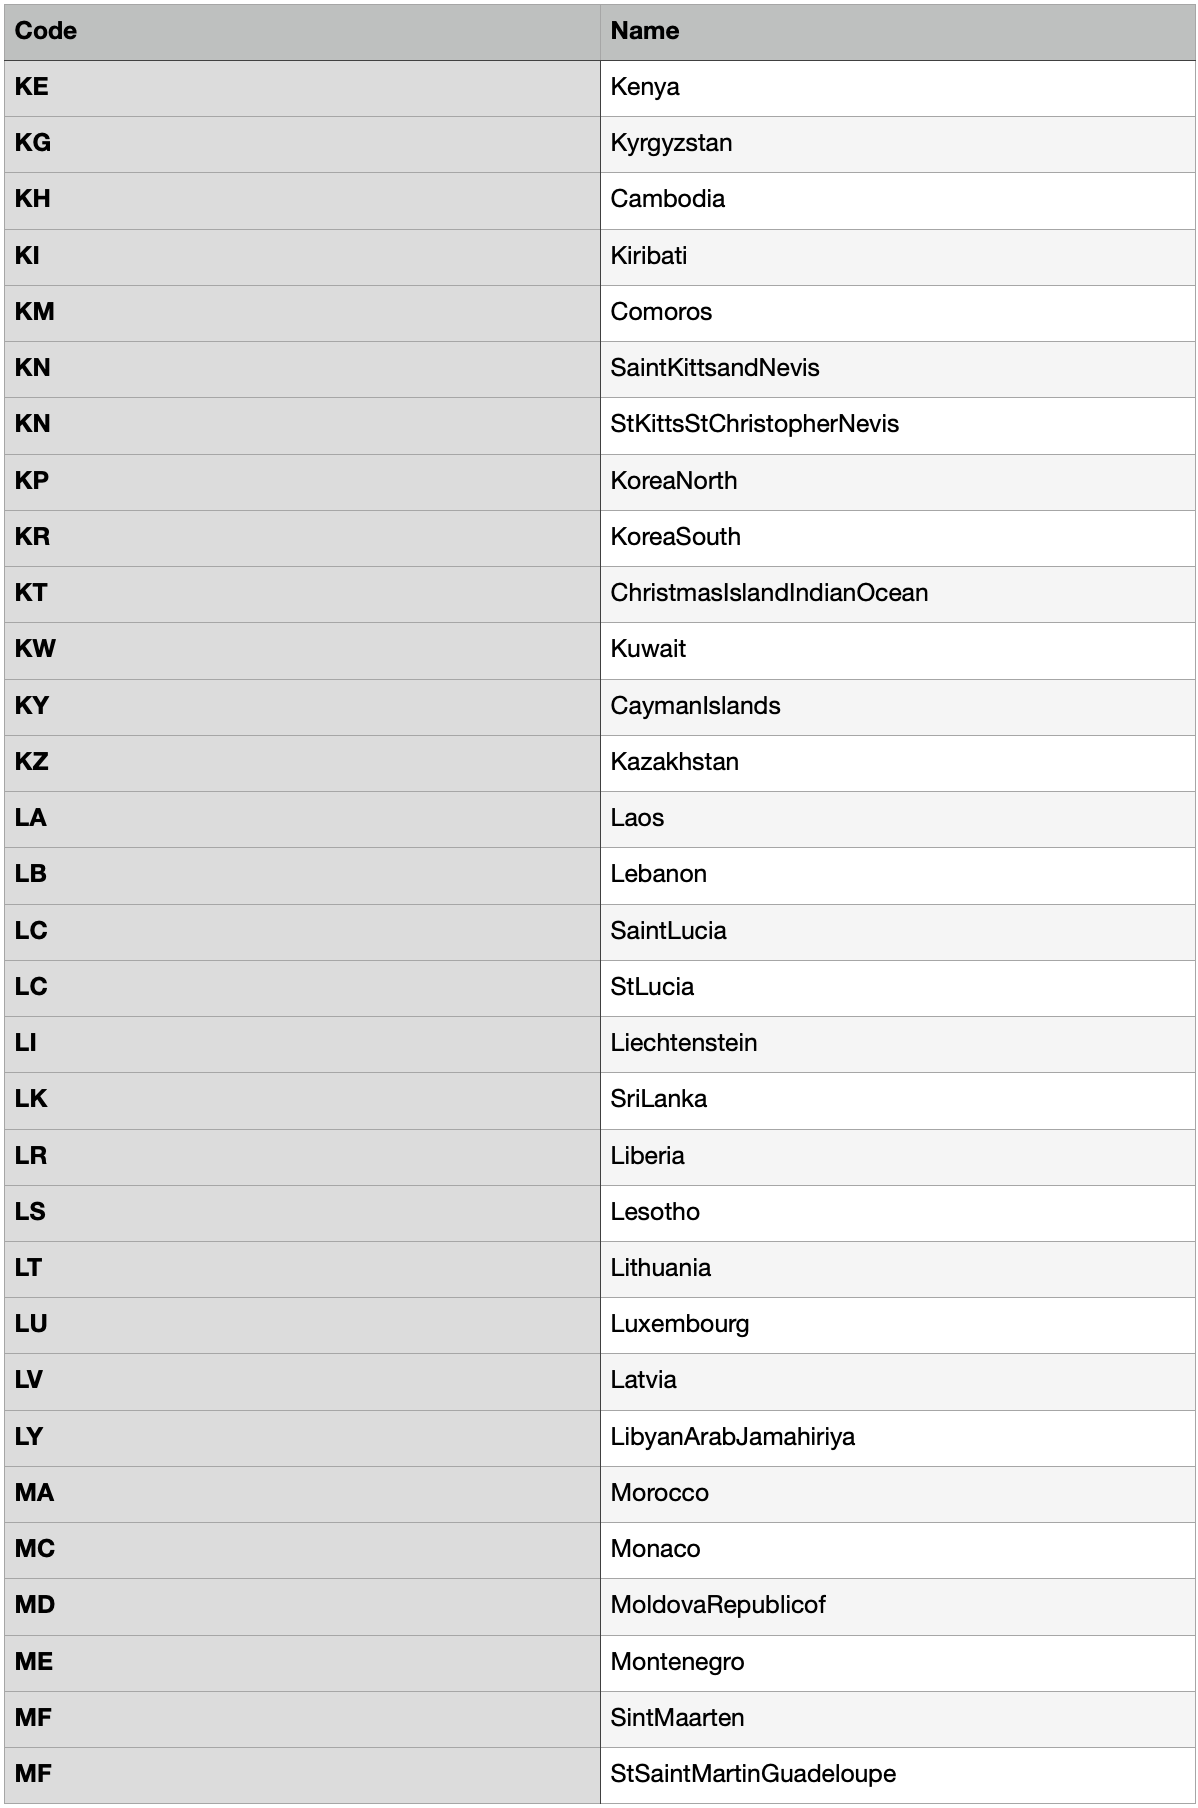 Code Name
KE Kenya
KG Kyrgyzstan
KH Cambodia
KI Kiribati
KM Comoros
KN SaintKittsandNevis
KN StKittsStChristopherNevis
KP KoreaNorth
KR KoreaSouth
KT ChristmasIslandIndianOcean
KW Kuwait
KY CaymanIslands
KZ Kazakhstan
LA Laos
LB Lebanon
LC SaintLucia
LC StLucia
LI Liechtenstein
LK SriLanka
LR Liberia
LS Lesotho
LT Lithuania
LU Luxembourg
LV Latvia
LY LibyanArabJamahiriya
MA Morocco
MC Monaco
MD MoldovaRepublicof
ME Montenegro
MF SintMaarten
MF StSaintMartinGuadeloupe